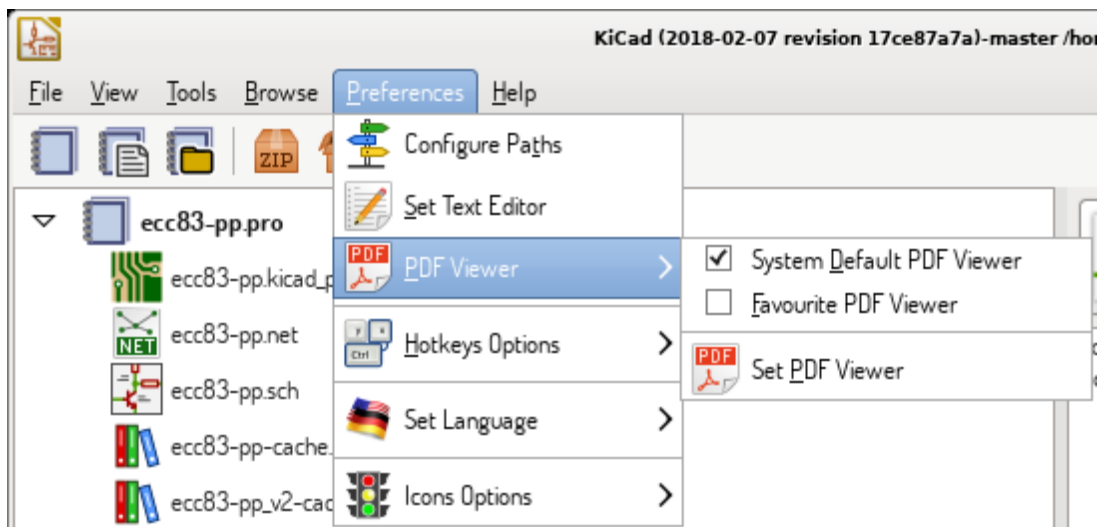 KiCad (2018-02-07 revision 17ce87a7a)-master /hor
File View Tools Browse Preferences Help
ZIP
Configure Paths
Set Text Editor
PDF
PDF Viewer
System Default PDF Viewer
Favourite PDF Viewer
PDF
Set PDF Viewer
Ctrl
Hotkeys Options
Set Language
Icons Options
ecc83-pp.pro
ecc83-pp.kicad_p
NET
ecc83-pp.net
ecc83-pp.sch
ecc83-pp-cache.
ecc83-pp_v2-cac